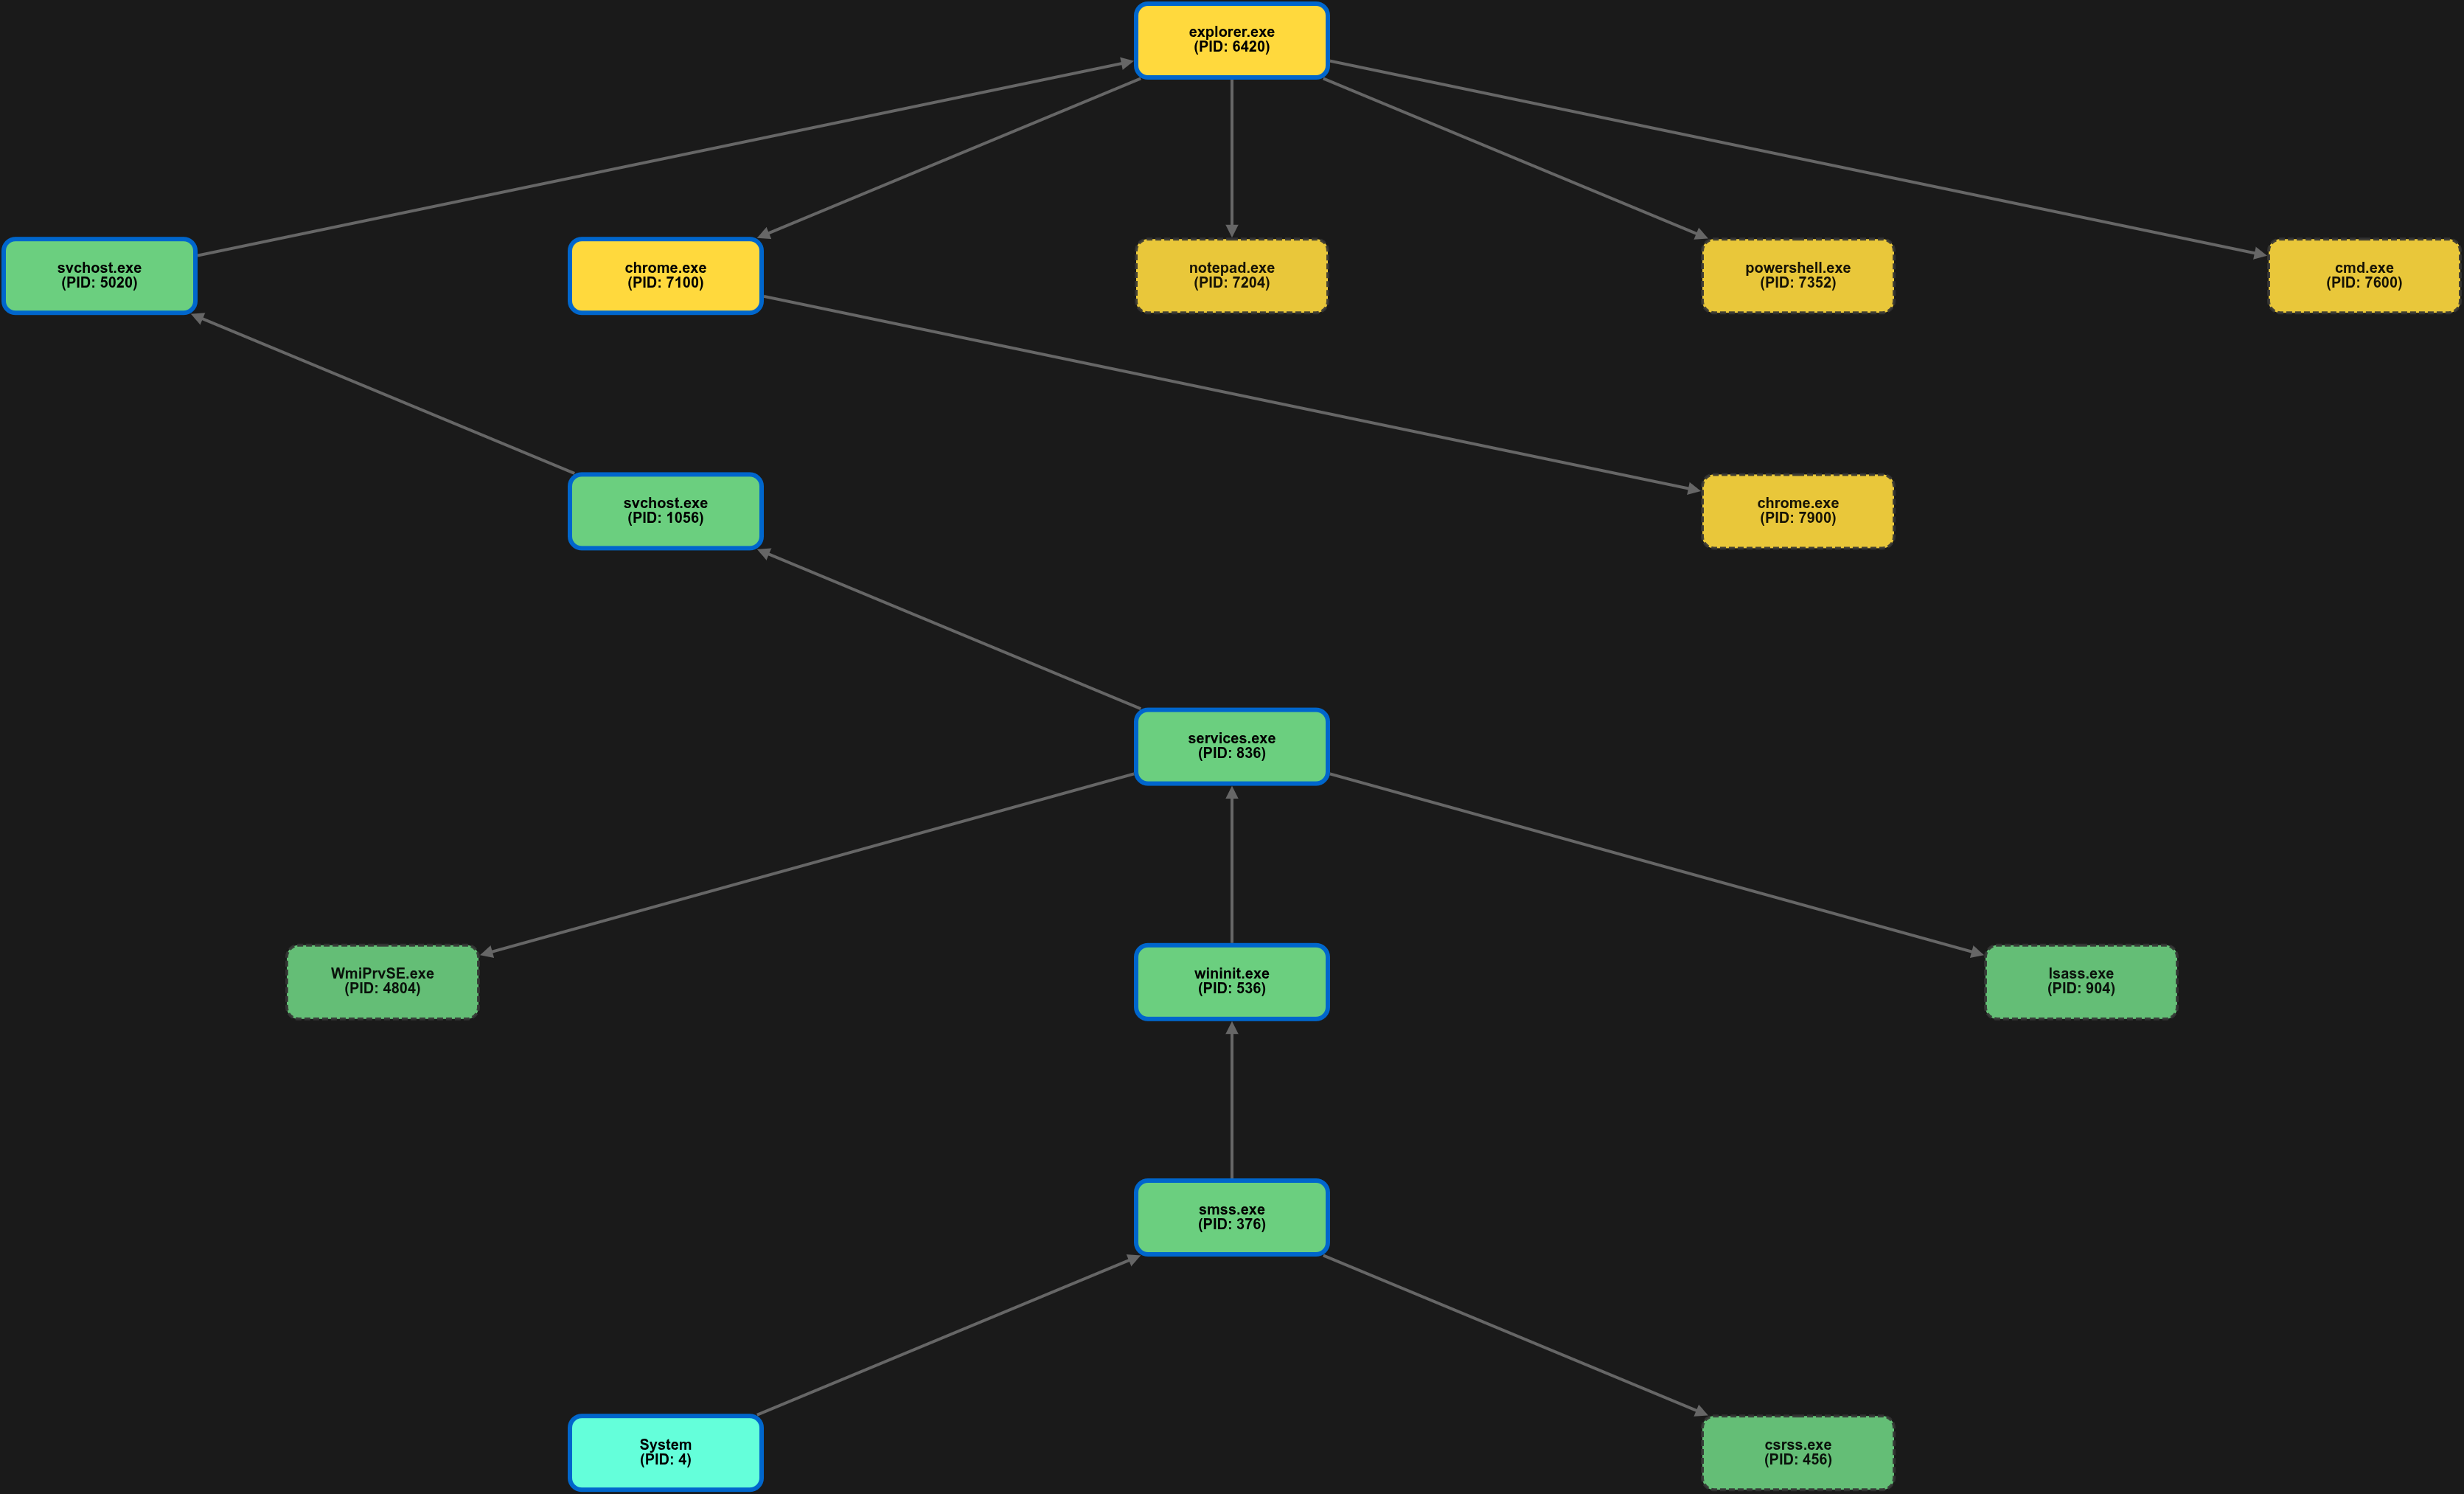 explorer.exe
(PID: 6420)
svchost.exe
(PID: 5020)
chrome.exe
(PID: 7100)
notepad.exe
(PID: 7204)
powershell.exe
(PID: 7352)
cmd.exe
(PID: 7600)
svchost.exe
(PID: 1056)
chrome.exe
(PID: 7900)
services.exe
(PID: 836)
WmiPrvSE.exe
(PID: 4804)
wininit.exe
(PID: 536)
lsass.exe
(PID: 904)
smss.exe
(PID: 376)
System
(PID: 4)
csrss.exe
(PID: 456)